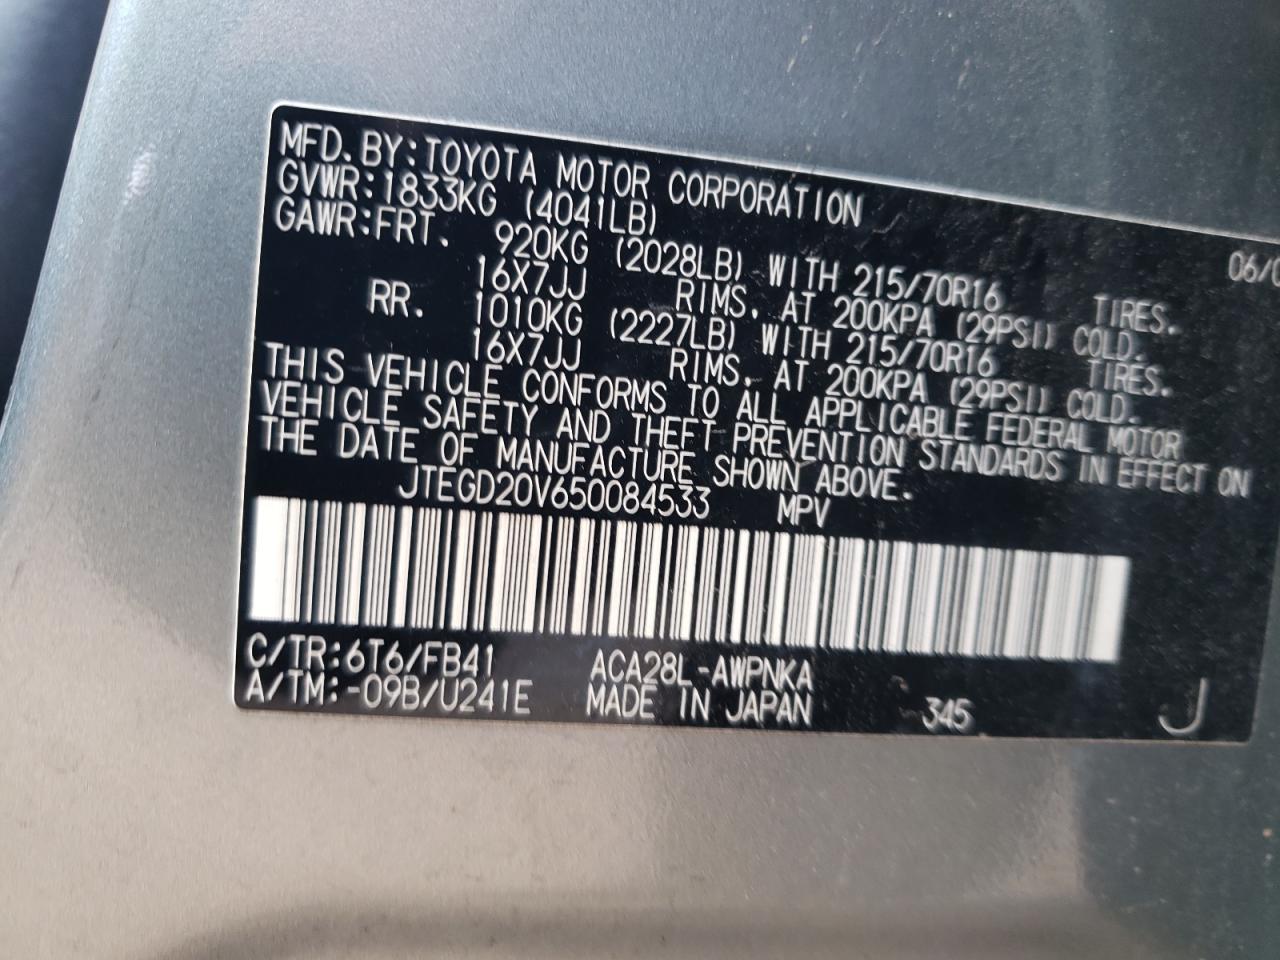 MFD. BY: TOYOTA MOTOR CORPORATION 06/0
GVWR: 1833KG (4041LB)
GAWR: FRT. 920KG (2028LB) WITH 215/70R16 TIRES.
16X7JJ RIMS. AT 200KPA (29PSI) COLD.
RR. 1010KG (2227LB) WITH 215/70R16 TIRES.
16X7JJ RIMS. AT 200KPA (29PSI) COLD.
THIS VEHICLE CONFORMS TO ALL APPLICABLE FEDERAL MOTOR
VEHICLE SAFETY AND THEFT PREVENTION STANDARDS IN EFFECT ON
THE DATE OF MANUFACTURE SHOWN ABOVE.
JTEGD20V650084533 MPV
C/TR: 6T6/FB41 ACA28L-AWPNKA
A/TM: -09B/U241E MADE IN JAPAN 345 J